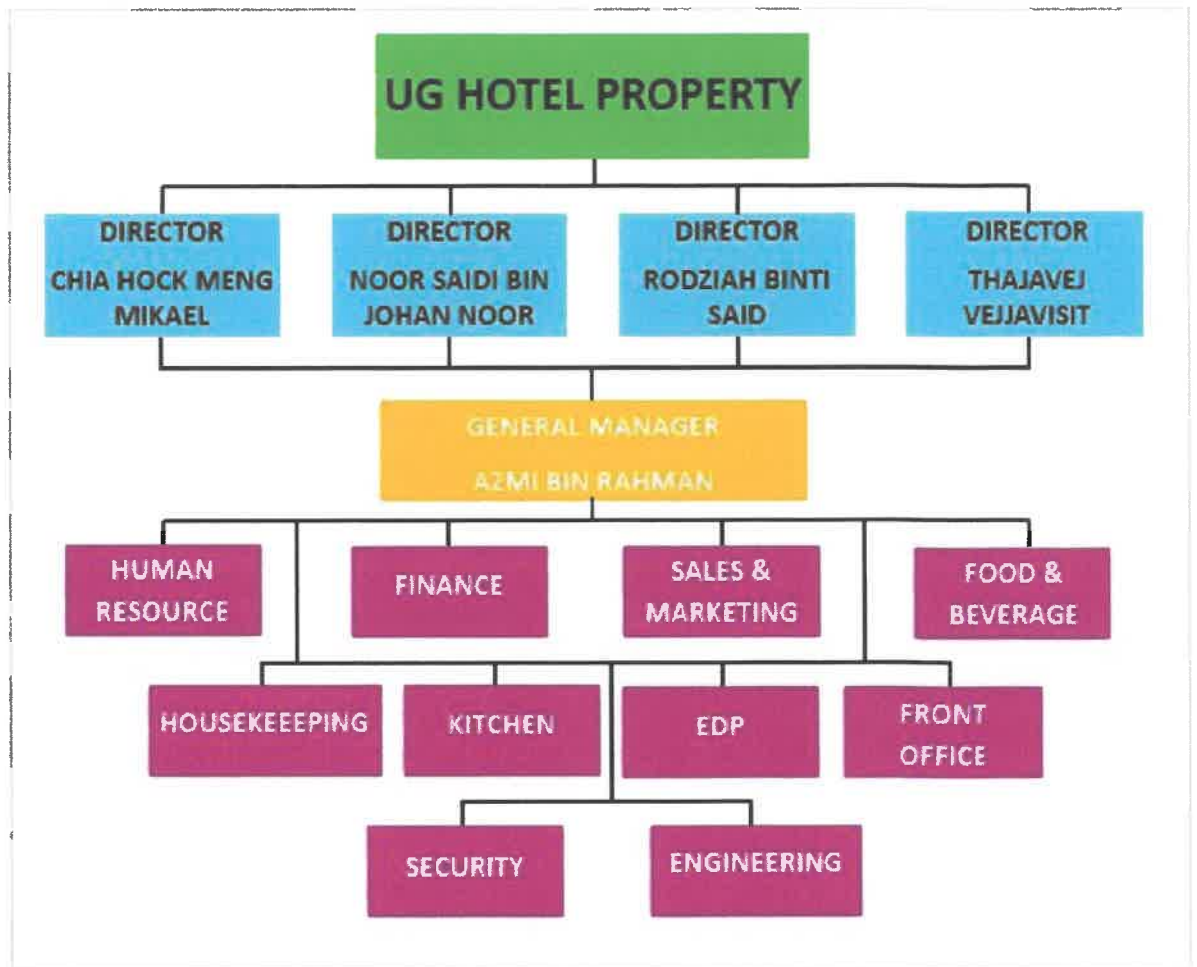 UG HOTEL PROPERTY
DIRECTOR
CHIA HOCK MENG
MIKAEL
DIRECTOR
NOOR SAIDI BIN
JOHAN NOOR
DIRECTOR
RODZIAH BINTI
SAID
DIRECTOR
THAJAVEJ
VEJJAVISIT
GENERAL MANAGER
AZMI BIN RAHMAN
HUMAN
RESOURCE
FINANCE
SALES &
MARKETING
FOOD &
BEVERAGE
HOUSEKEEEPING
KITCHEN
EDP
FRONT
OFFICE
SECURITY
ENGINEERING